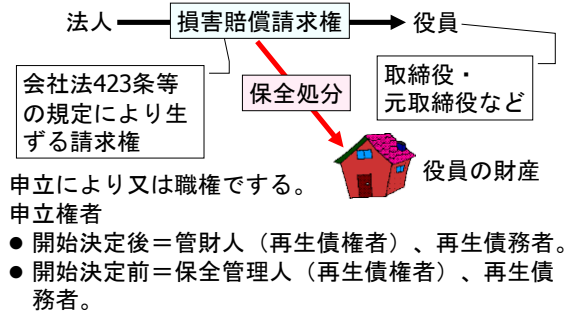 法人
損害賠償請求権
役員
会社法423条等
の規定により生
ずる請求権
保全処分
取締役・
元取締役など
役員の財産
申立により又は職権でする。
申立権者
● 開始決定後＝管財人（再生債権者）、再生債務者。
● 開始決定前＝保全管理人（再生債権者）、再生債
務者。